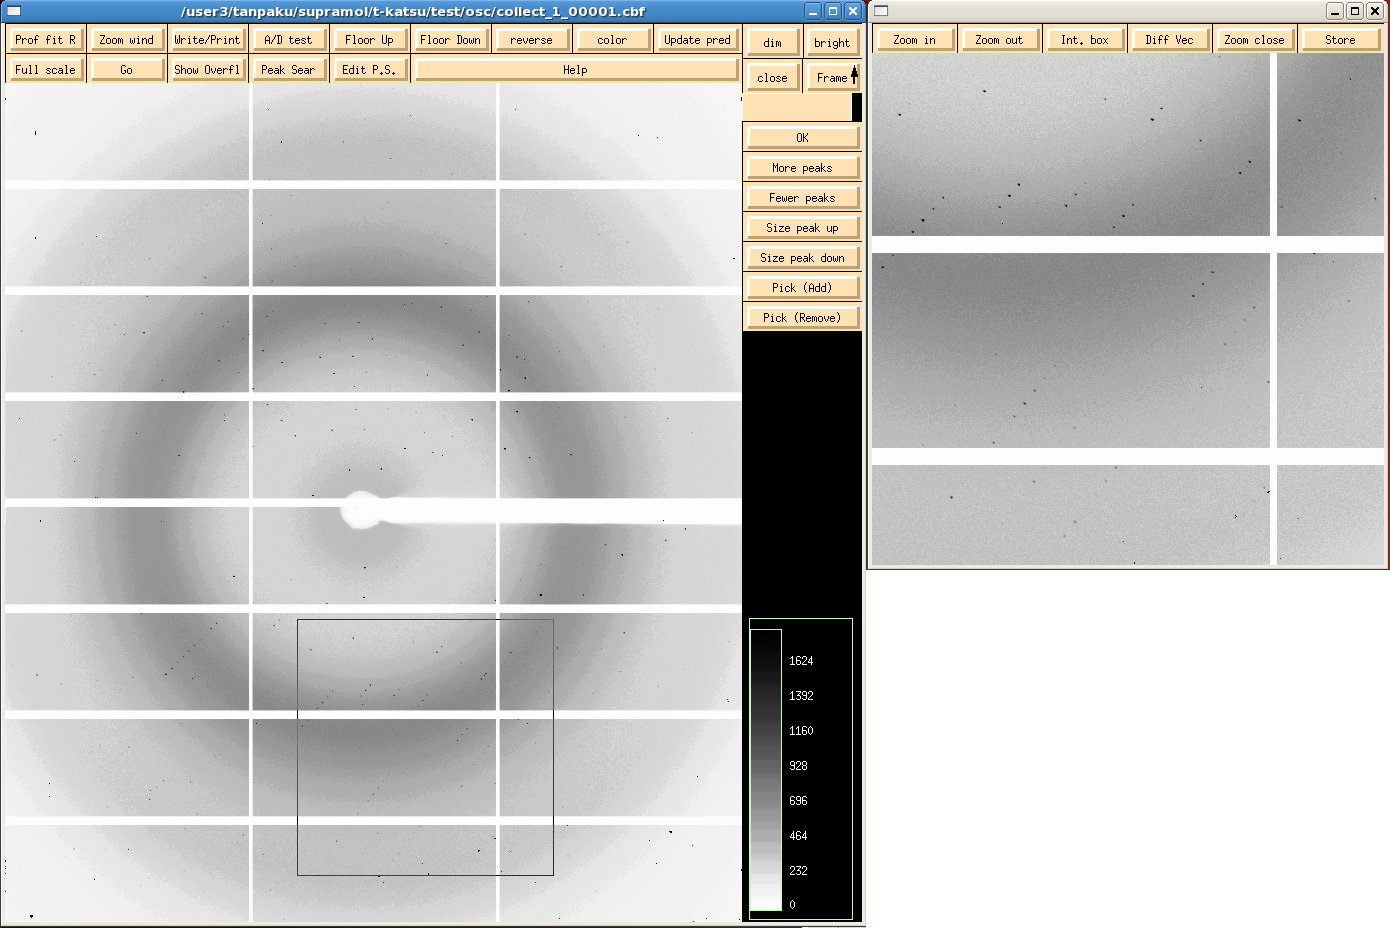 /user3/tanpaku/supramol/t-katsu/test/osc/collect_1_00001.cbf
Prof fit R Zoom wind Write/Print A/D test Floor Up Floor Down reverse color Update pred
Full scale Go Show Overfl Peak Sear Edit P.S. Help
dim bright
close Frame
OK
More peaks
Fewer peaks
Size peak up
Size peak down
Pick (Add)
Pick (Remove)
1624
1392
1160
928
696
464
232
0
Zoom in Zoom out Int. box Diff Vec Zoom close Store